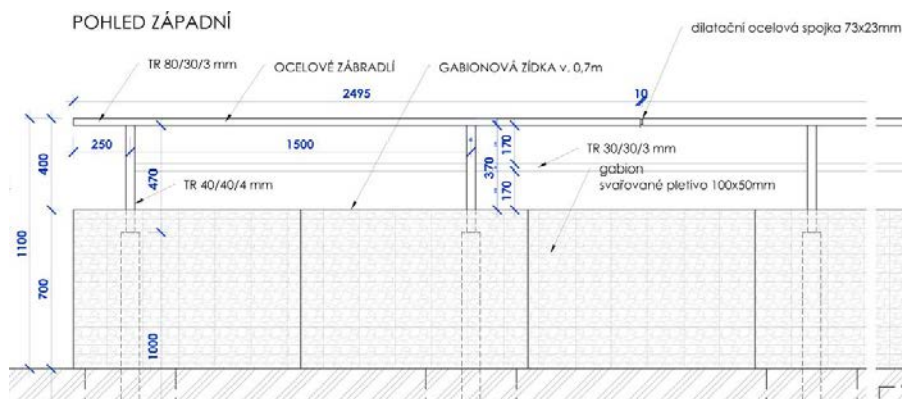 POHLED ZÁPADNÍ
dilatační ocelová spojka 73x23mm
TR 80/30/3 mm
OCELOVÉ ZÁBRADLÍ
GABIONOVÁ ZÍDKA v. 0,7m
2495
10
250
1500
170
400
470
370
TR 30/30/3 mm
gabion
svařované pletivo 100x50mm
TR 40/40/4 mm
170
1100
700
1000